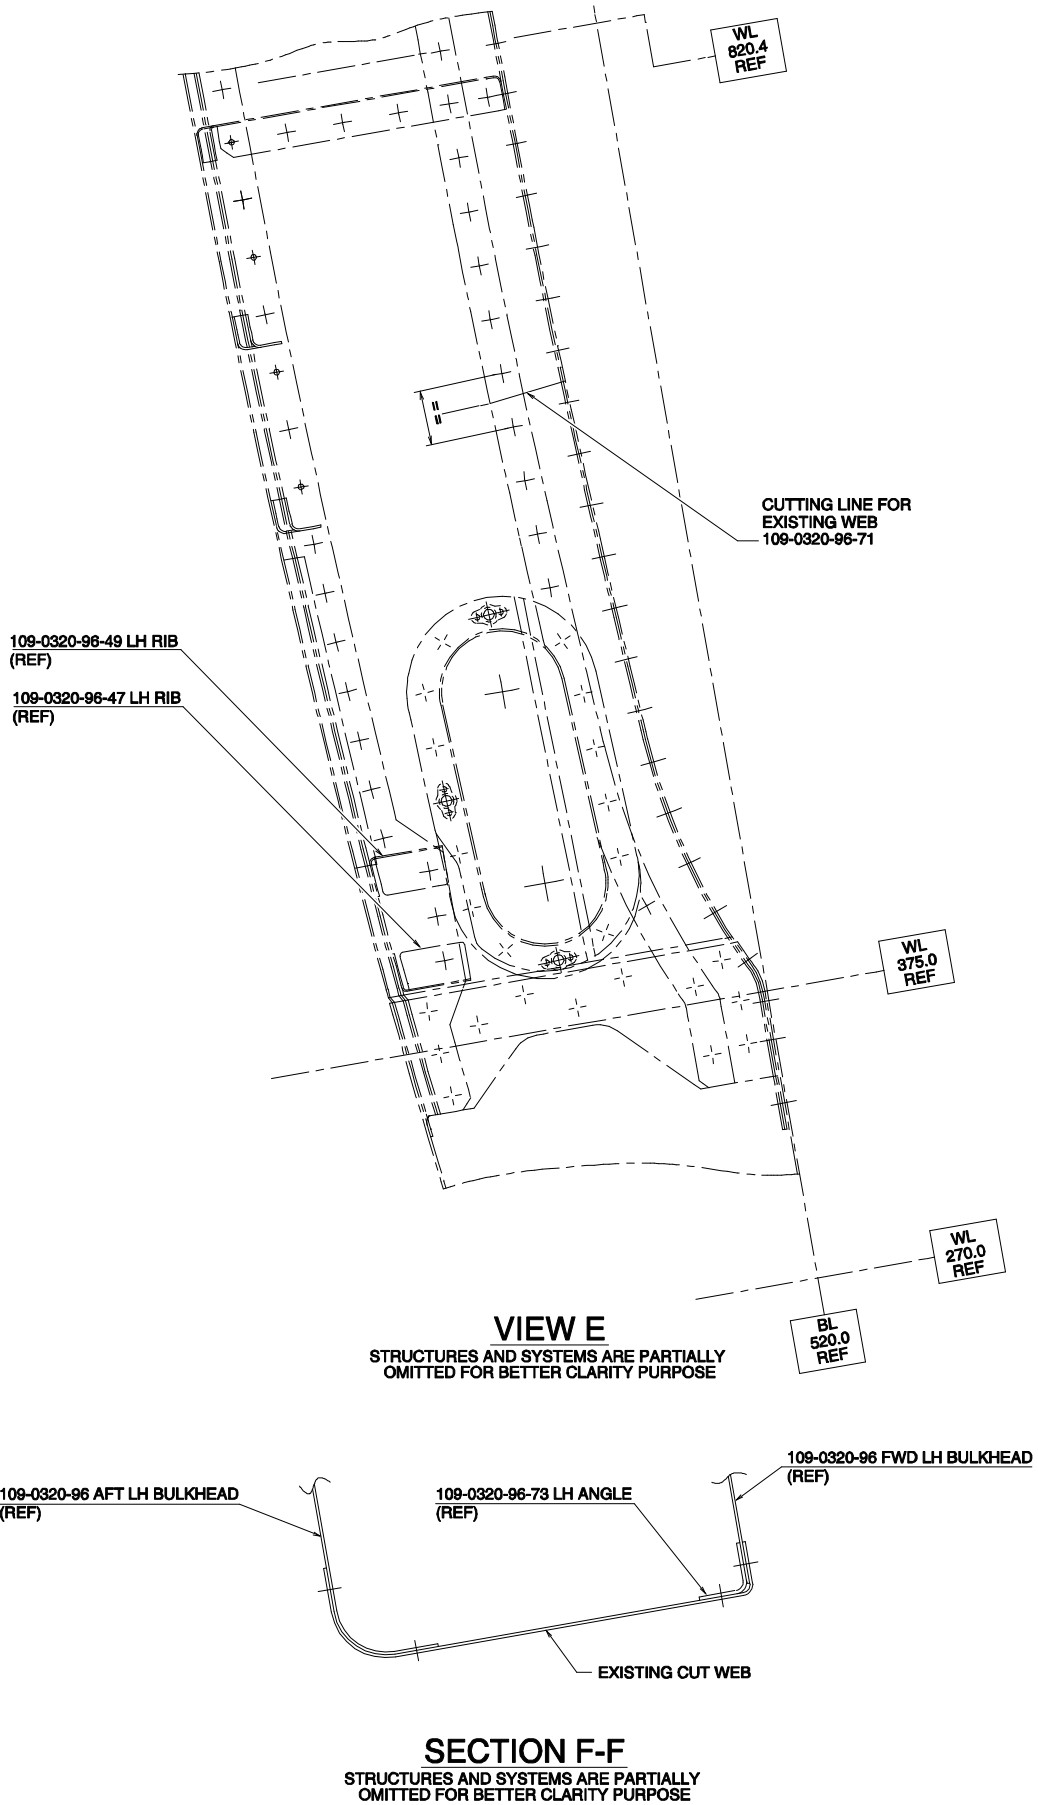 WL
820.4
REF
=
CUTTING LINE FOR
EXISTING WEB
109-0320-96-71
109-0320-96-49 LH RIB
(REF)
109-0320-96-47 LH RIB
(REF)
WL
375.0
REF
WL
270.0
REF
BL
520.0
REF
VIEW E
STRUCTURES AND SYSTEMS ARE PARTIALLY
OMITTED FOR BETTER CLARITY PURPOSE
109-0320-96 FWD LH BULKHEAD
(REF)
109-0320-96 AFT LH BULKHEAD
(REF)
109-0320-96-73 LH ANGLE
(REF)
EXISTING CUT WEB
SECTION F-F
STRUCTURES AND SYSTEMS ARE PARTIALLY
OMITTED FOR BETTER CLARITY PURPOSE